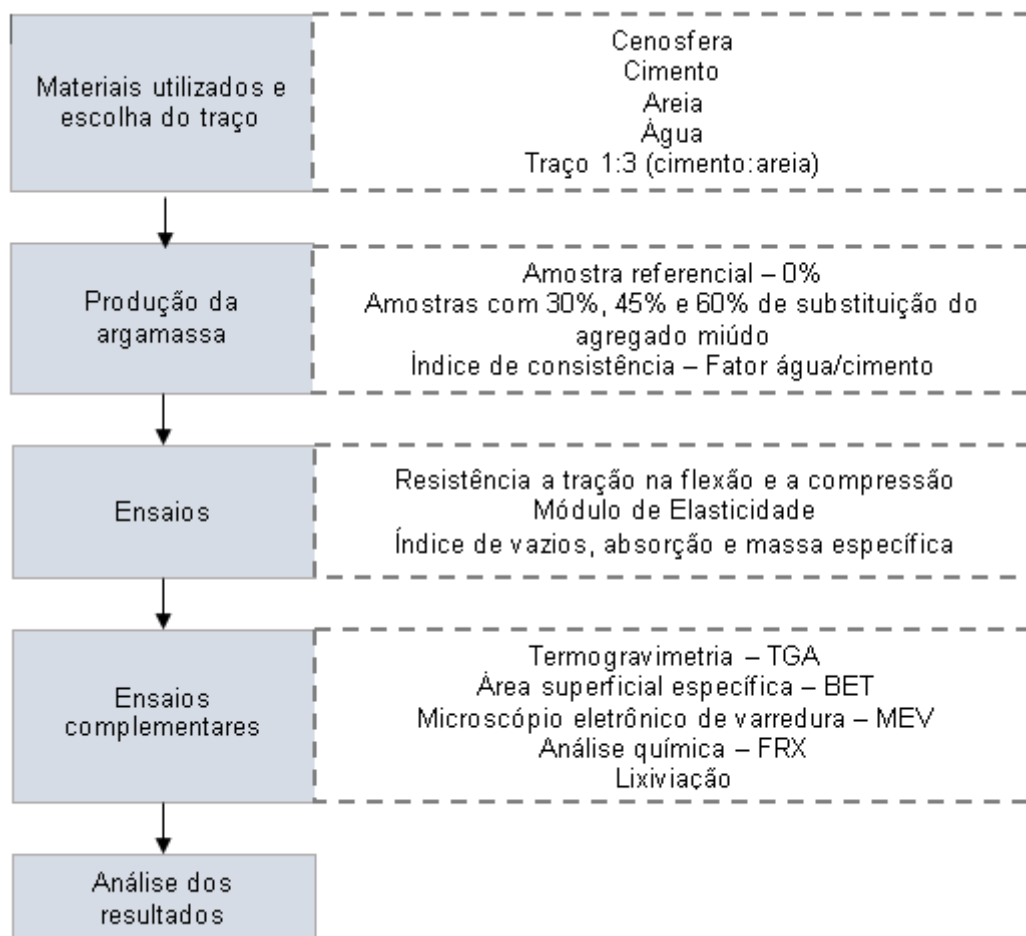 Materiais utilizados e
escolha do traço
Cenosfera
Cimento
Areia
Água
Traço 1:3 (cimento:areia)
Produção da
argamassa
Amostra referencial – 0%
Amostras com 30%, 45% e 60% de substituição do
agregado miúdo
Índice de consistência – Fator água/cimento
Ensaios
Resistência a tração na flexão e a compressão
Módulo de Elasticidade
Índice de vazios, absorção e massa específica
Ensaios
complementares
Termogravimetria – TGA
Área superficial específica – BET
Microscópio eletrônico de varredura – MEV
Análise química – FRX
Lixiviação
Análise dos
resultados